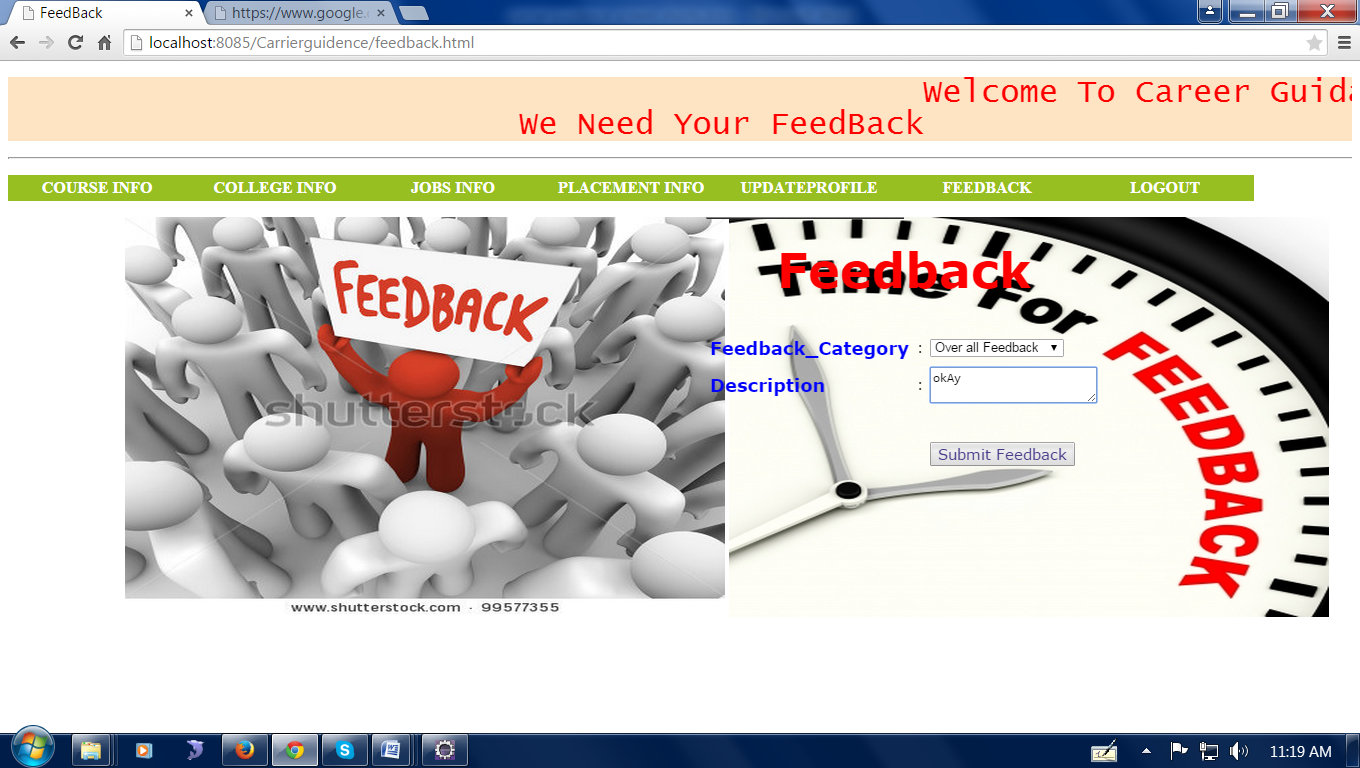 FeedBack
https://www.google.
localhost:8085/Carrierguidence/feedback.html
Welcome To Career
We Need Your FeedBack
COURSE INFO COLLEGE INFO JOBS INFO PLACEMENT INFO UPDATEPROFILE FEEDBACK LOGOUT
FEEDBACK
shutterstock
www.shutterstock.com · 99577355
Feedback
Time For
FEEDBACK
Feedback_Category : Over all Feedback
Description : okAy
Submit Feedback
11:19 AM